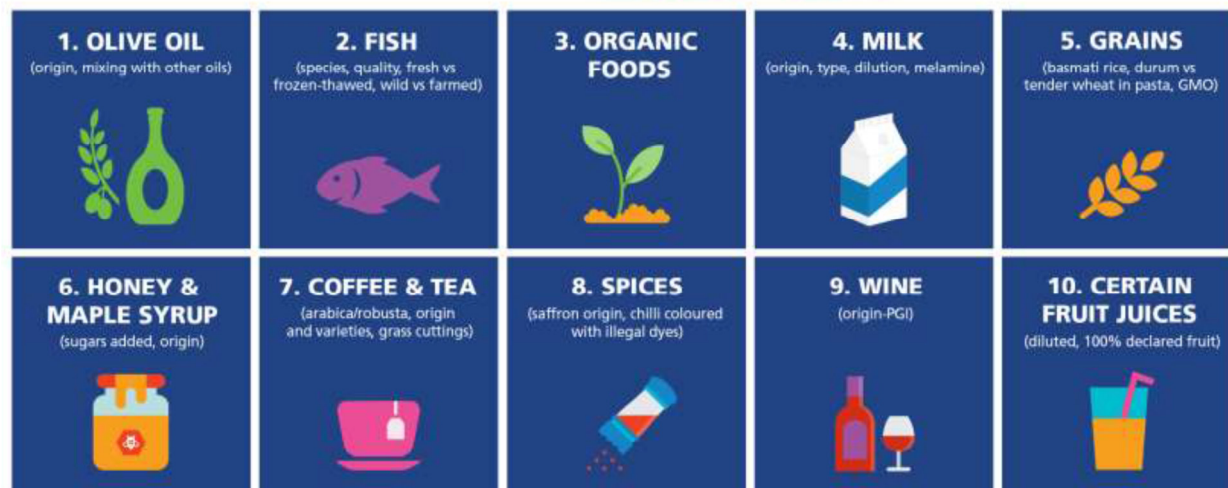 1. OLIVE OIL
(origin, mixing with other oils)
2. FISH
(species, quality, fresh vs
frozen-thawed, wild vs farmed)
3. ORGANIC
FOODS
4. MILK
(origin, type, dilution, melamine)
5. GRAINS
(basmati rice, durum vs
tender wheat in pasta, GMO)
6. HONEY &
MAPLE SYRUP
(sugars added, origin)
7. COFFEE & TEA
(arabica/robusta, origin
and varieties, grass cuttings)
8. SPICES
(saffron origin, chilli coloured
with illegal dyes)
9. WINE
(origin-PGI)
10. CERTAIN
FRUIT JUICES
(diluted, 100% declared fruit)